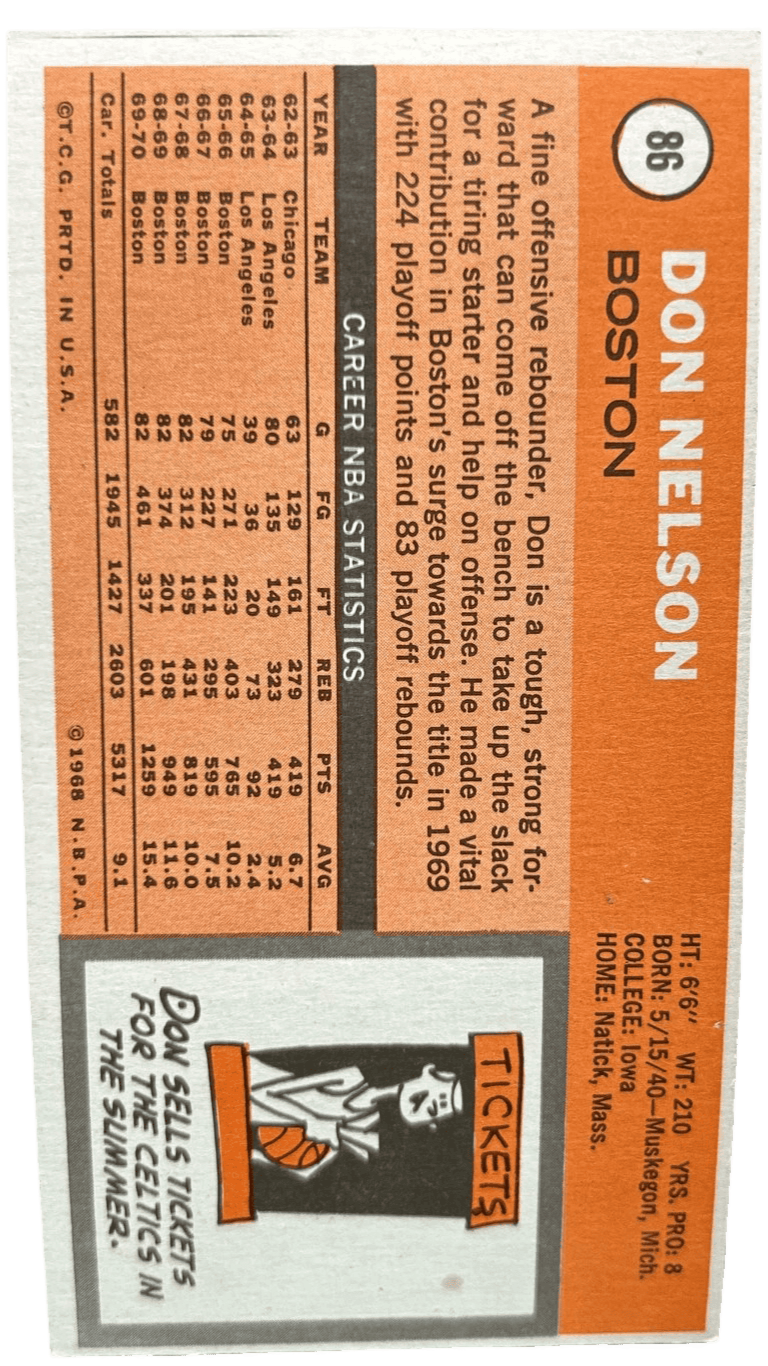 86
DON NELSON
BOSTON
HT: 6'6" WT: 210 YRS. PRO: 8
BORN: 5/15/40—Muskegon, Mich.
COLLEGE: Iowa
HOME: Natick, Mass.
A fine offensive rebounder, Don is a tough, strong for-
ward that can come off the bench to take up the slack
for a tiring starter and help on offense. He made a vital
contribution in Boston's surge towards the title in 1969
with 224 playoff points and 83 playoff rebounds.
CAREER NBA STATISTICS
YEAR TEAM G FG FT REB PTS AVG
62-63 Chicago 63 129 161 279 419 6.7
63-64 Los Angeles 80 135 149 323 419 5.2
64-65 Los Angeles 39 36 20 73 92 2.4
65-66 Boston 75 271 223 403 765 10.2
66-67 Boston 79 227 141 295 595 7.5
67-68 Boston 82 312 195 431 819 10.0
68-69 Boston 82 374 201 198 949 11.6
69-70 Boston 82 461 337 601 1259 15.4
Car. Totals 582 1945 1427 2603 5317 9.1
©T.C.G. PRTD. IN U.S.A. ©1968 N.B.P.A.
TICKETS
DON SELLS TICKETS
FOR THE CELTICS IN
THE SUMMER.